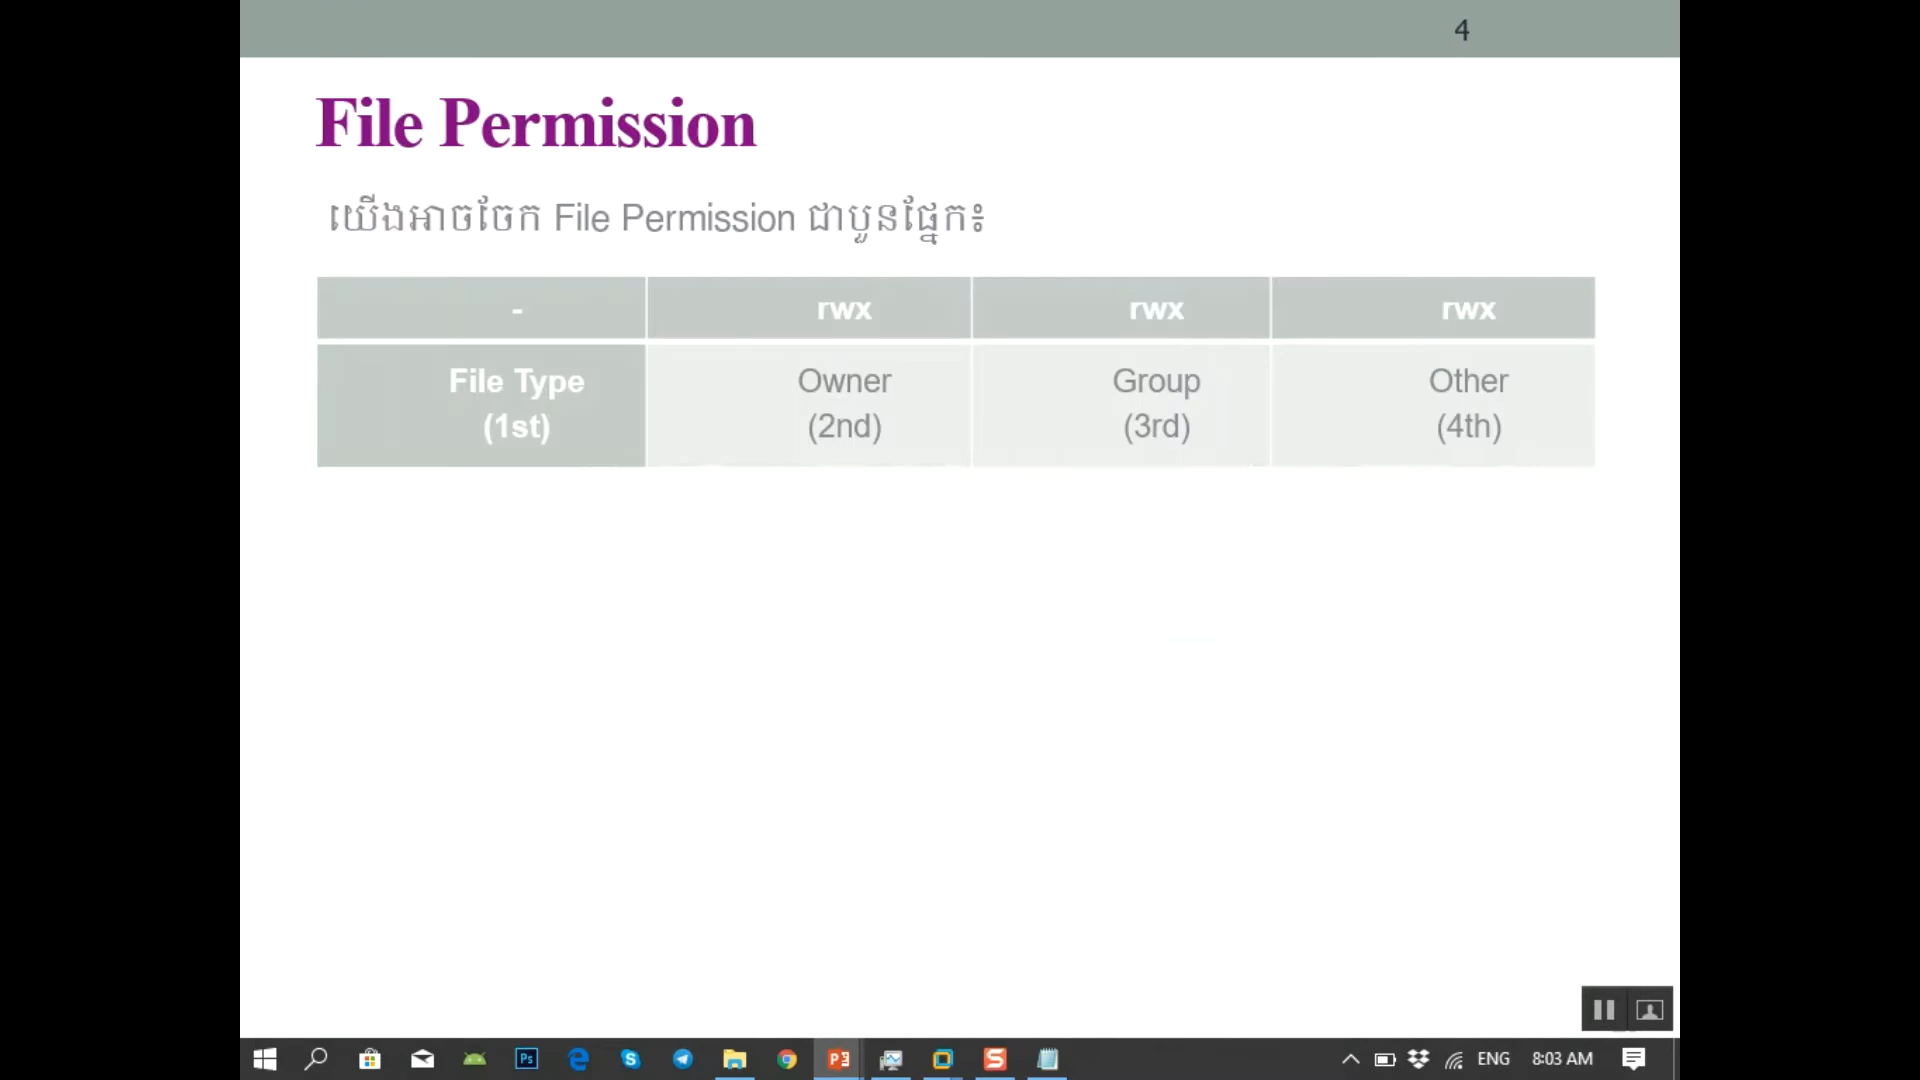 4
File Permission
យើងអាចចែក File Permission ជាបួនផ្នែក៖
- rwx rwx rwx
File Type Owner Group Other
(1st) (2nd) (3rd) (4th)
ENG 8:03 AM